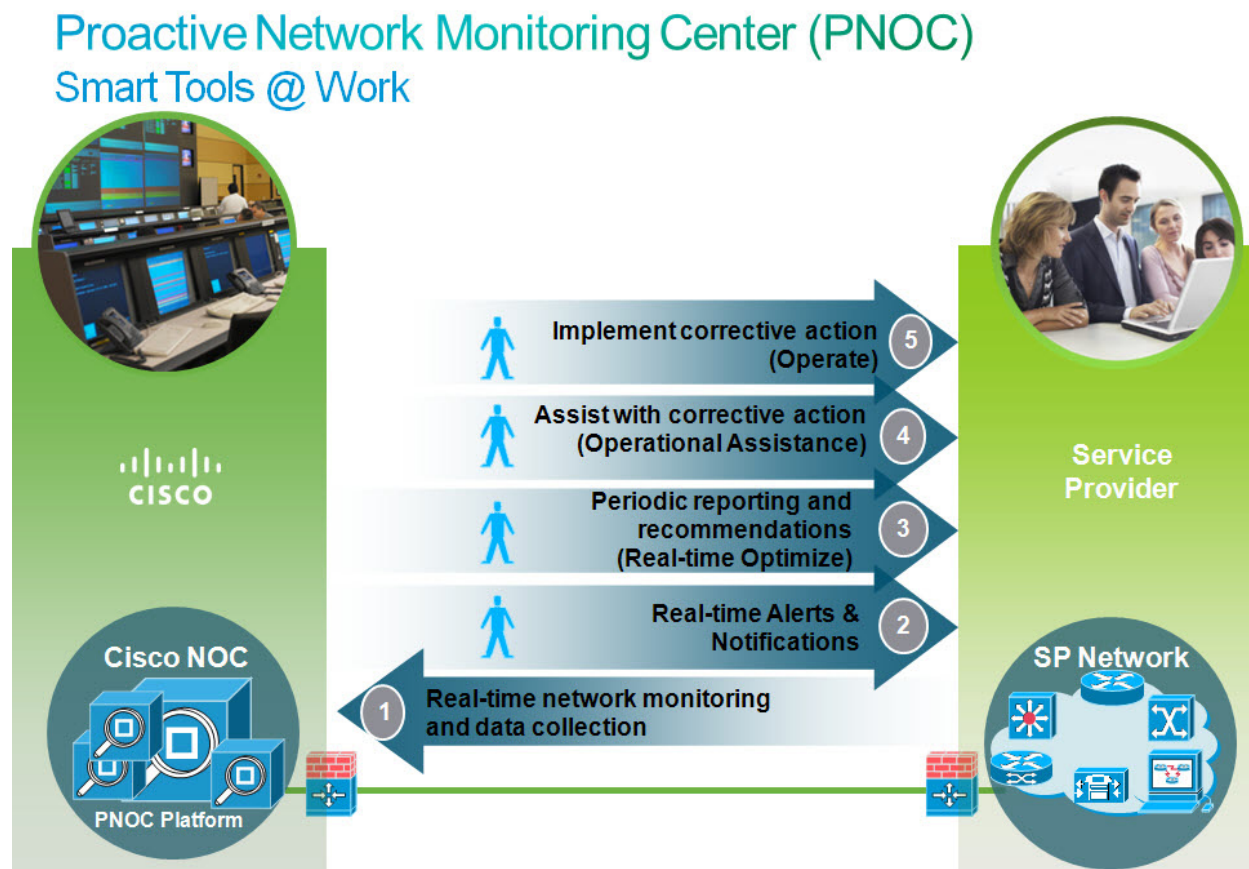 Proactive Network Monitoring Center (PNOC)
Smart Tools @ Work
Implement corrective action
(Operate)
5
Assist with corrective action
(Operational Assistance)
4
CISCO
Service
Provider
Periodic reporting and
recommendations
(Real-time Optimize)
3
Real-time Alerts &
Notifications
2
Cisco NOC
SP Network
1
Real-time network monitoring
and data collection
PNOC Platform